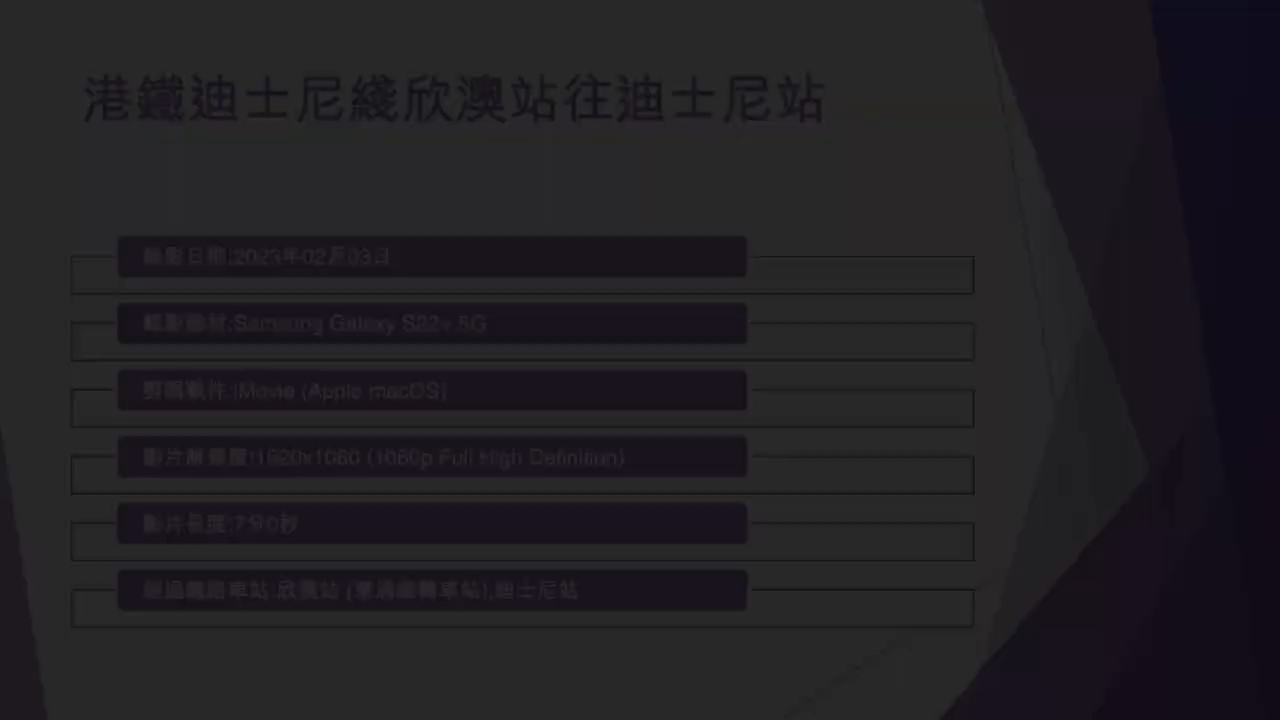 港鐵迪士尼綫欣澳站往迪士尼站
攝影日期:2023年02月03日
攝影器材:Samsung Galaxy S22+ 5G
剪輯軟件:iMovie (Apple macOS)
影片解像度:1920x1080 (1080p Full High Definition)
影片長度:7分0秒
經過鐵路車站:欣澳站 (東涌綫轉車站),迪士尼站